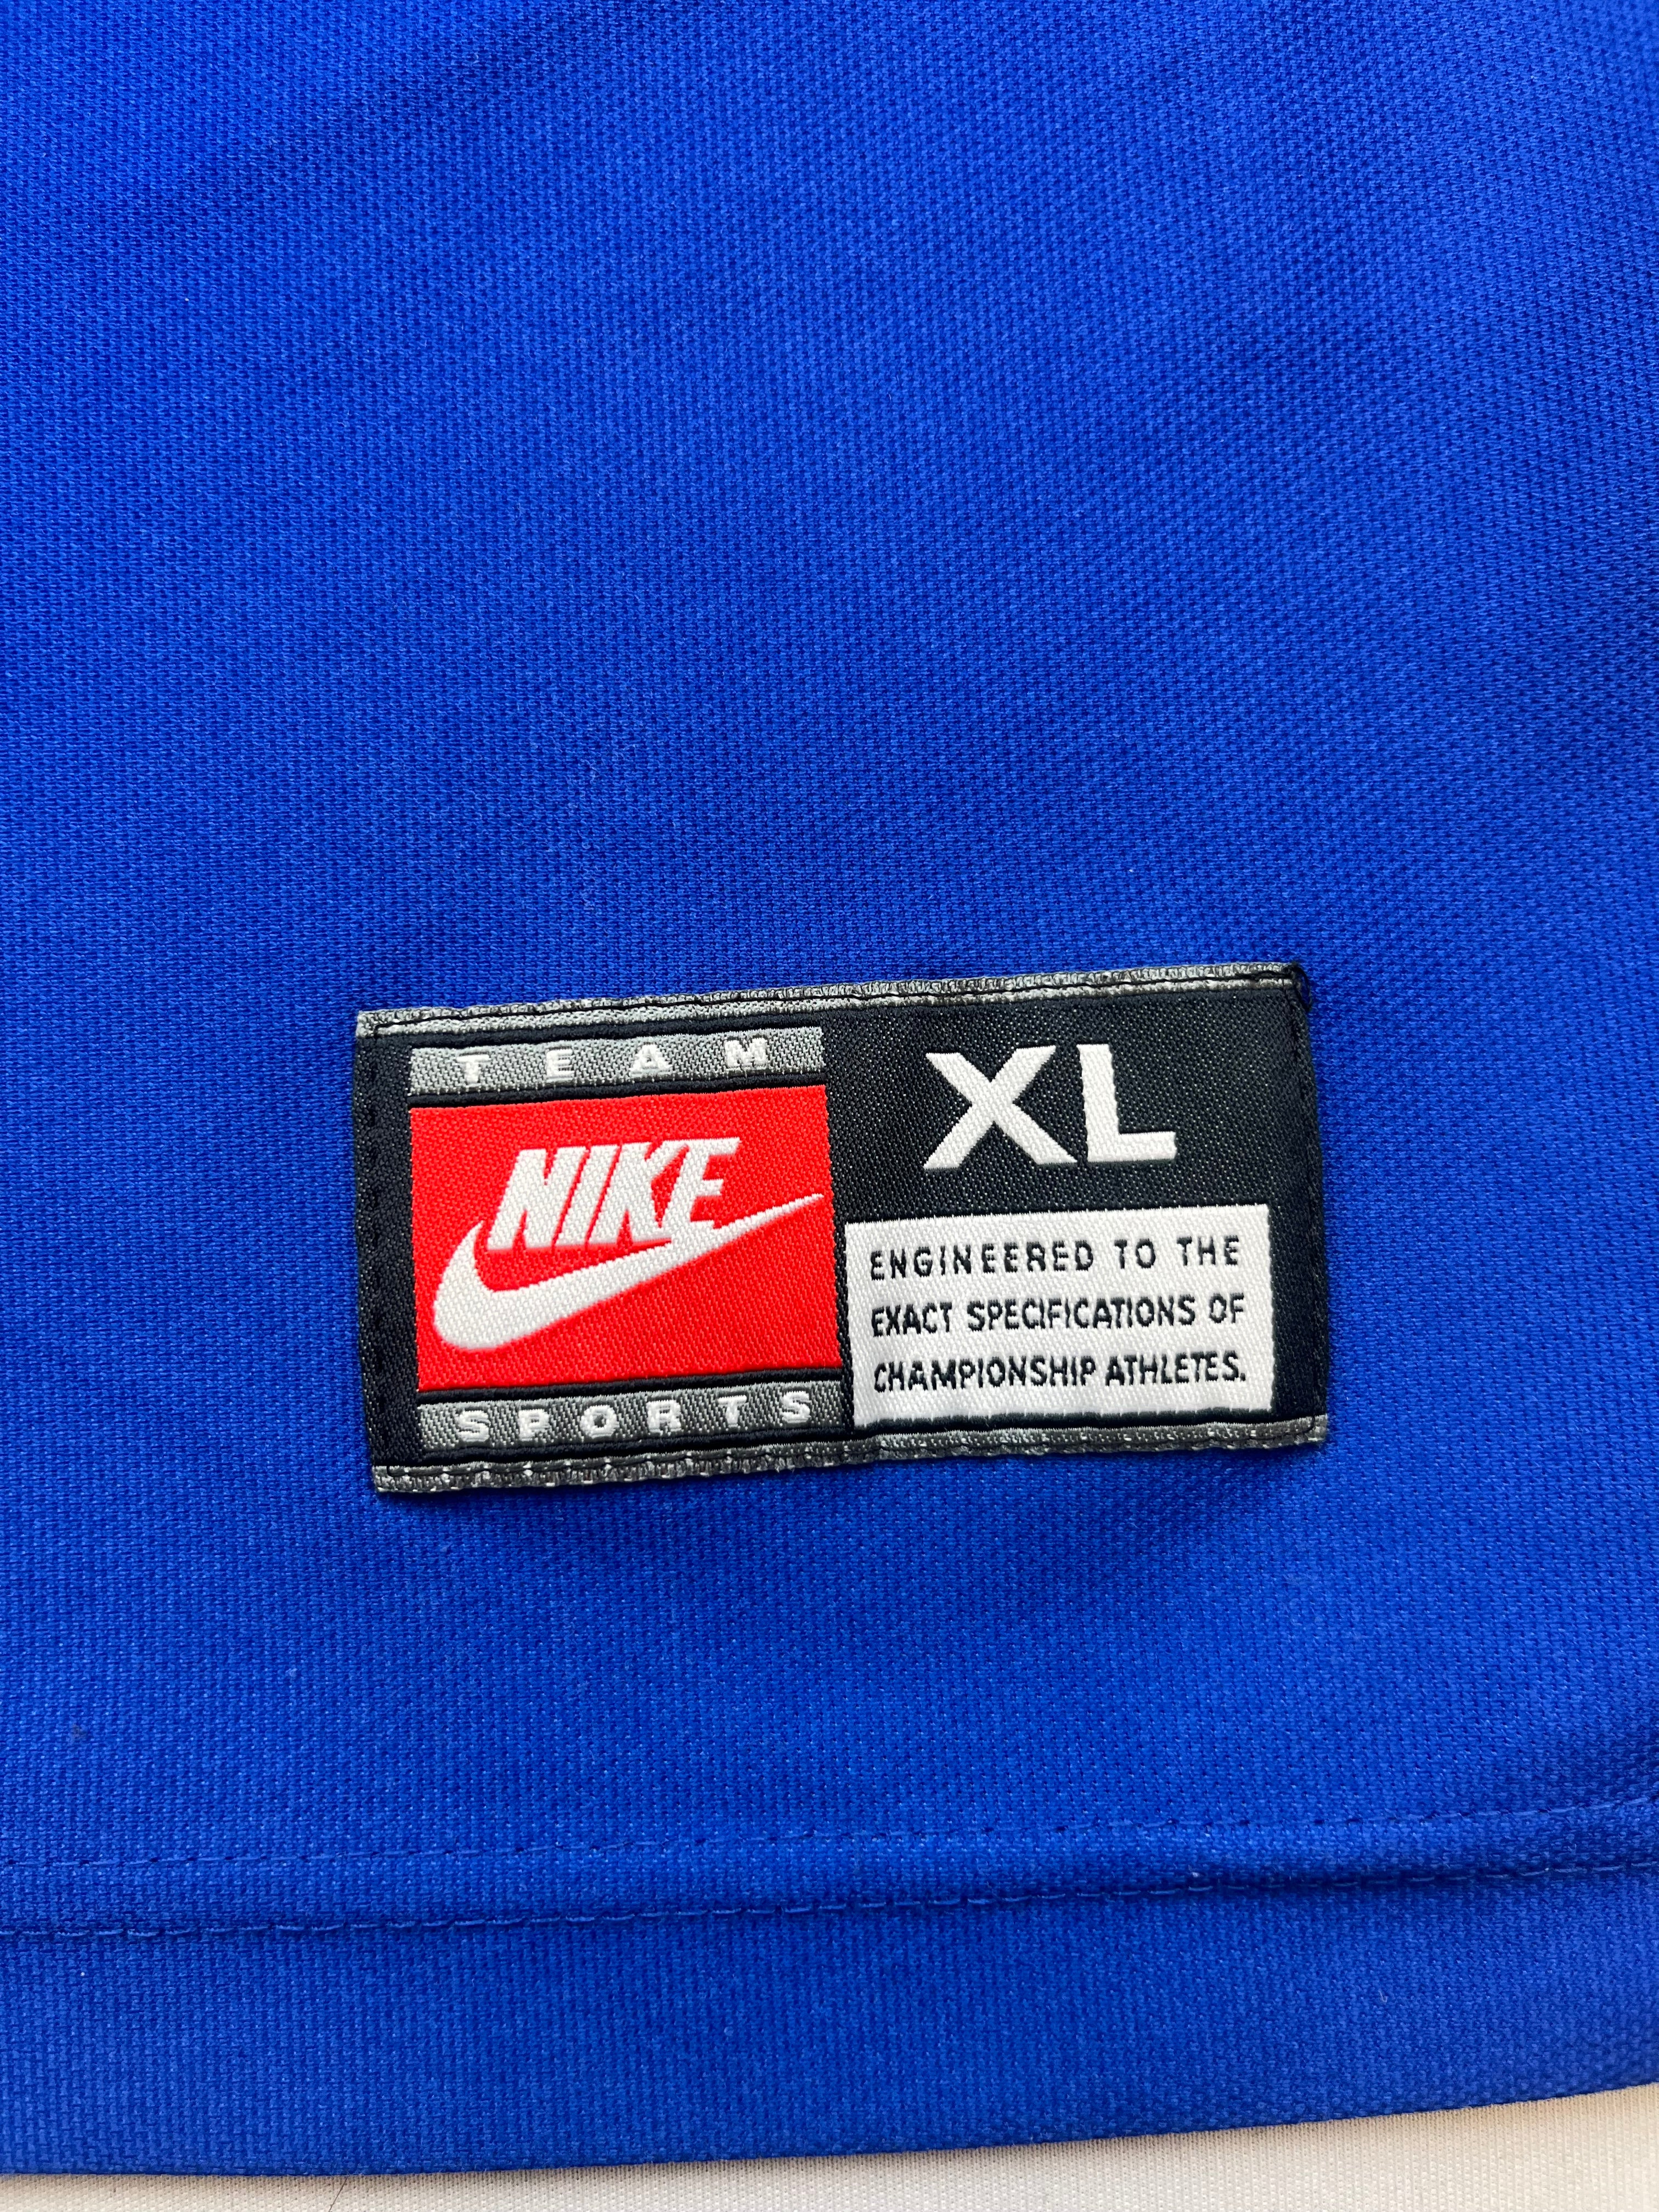 TEAM
NIKE
SPORTS
XL
ENGINEERED TO THE
EXACT SPECIFICATIONS OF
CHAMPIONSHIP ATHLETES.